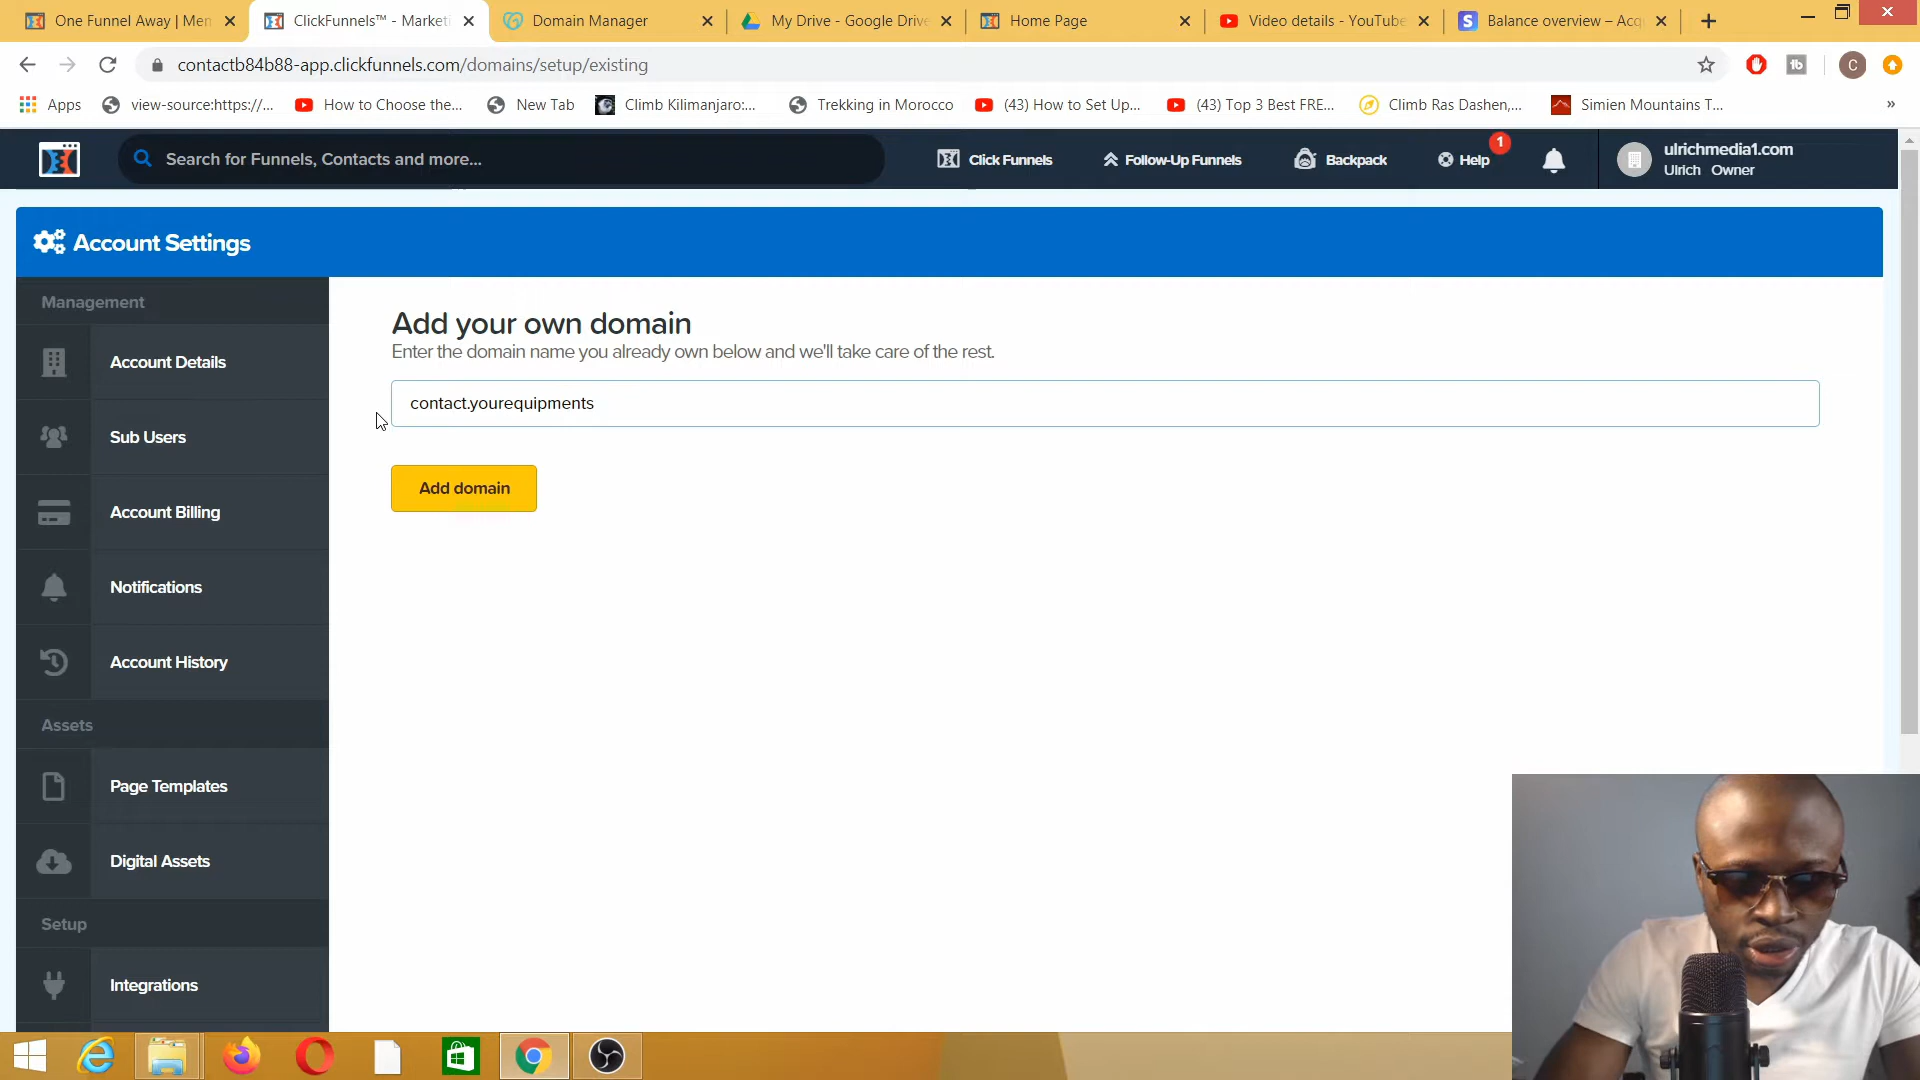 One Funnel Away | Men
ClickFunnels™ - Marketi
Domain Manager
My Drive - Google Drive
Home Page
Video details - YouTube
Balance overview – Acq
contactb84b88-app.clickfunnels.com/domains/setup/existing
C
Apps
view-source:https://...
How to Choose the...
New Tab
Climb Kilimanjaro:...
Trekking in Morocco
(43) How to Set Up...
(43) Top 3 Best FRE...
Climb Ras Dashen,...
Simien Mountains T...
»
Search for Funnels, Contacts and more...
Click Funnels
Follow-Up Funnels
Backpack
Help
1
ulrichmedia1.com
Ulrich Owner
Account Settings
Management
Account Details
Sub Users
Account Billing
Notifications
Account History
Assets
Page Templates
Digital Assets
Setup
Integrations
Add your own domain
Enter the domain name you already own below and we'll take care of the rest.
contact.yourequipments
Add domain